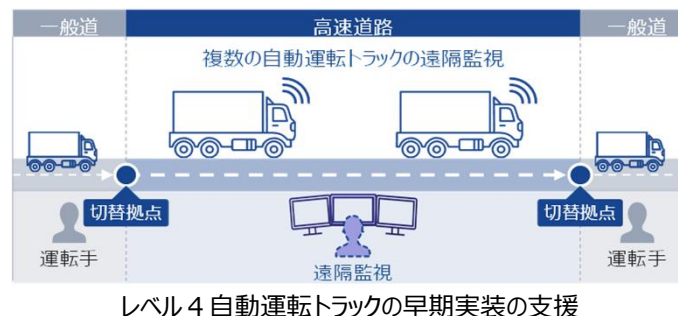 一般道
高速道路
一般道
複数の自動運転トラックの遠隔監視
切替拠点
切替拠点
運転手
遠隔監視
運転手
レベル4自動運転トラックの早期実装の支援